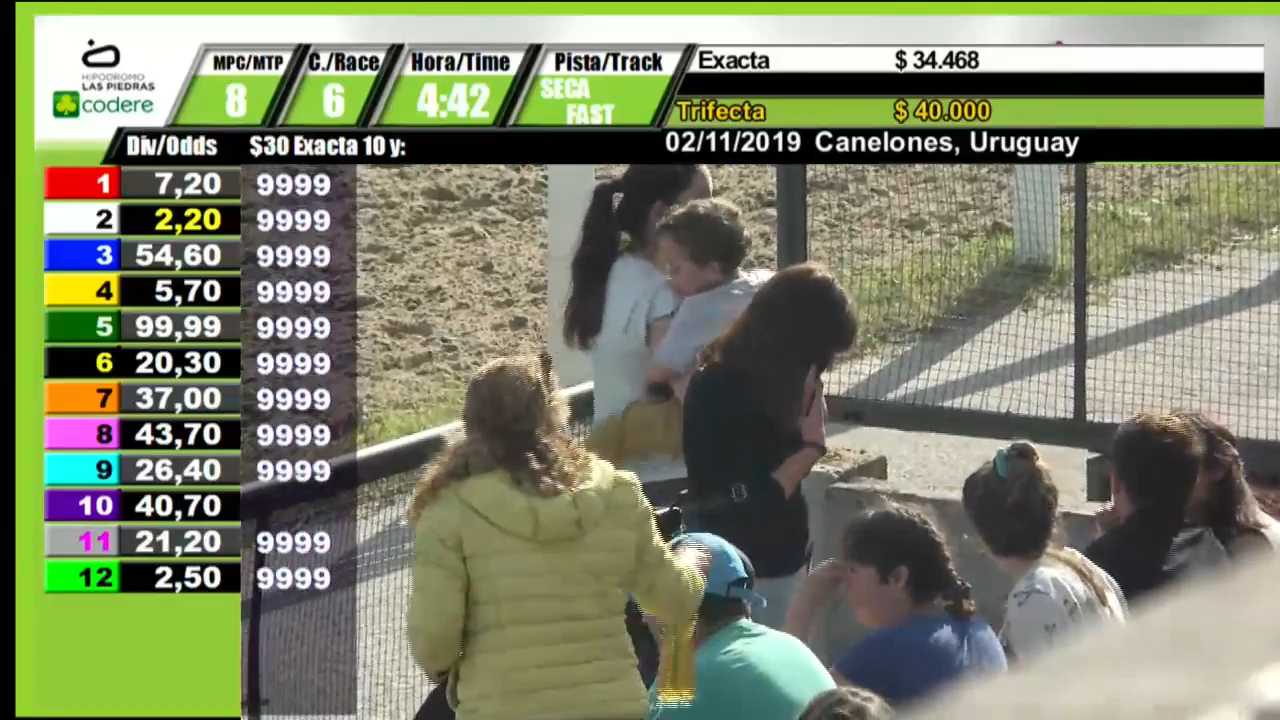 HIPODROMO
LAS PIEDRAS
codere
MPC/MTP
8
C./Race
6
Hora/Time
4:42
Pista/Track
SECA
FAST
Exacta $ 34.468
Trifecta $ 40.000
Div/Odds $30 Exacta 10 y: 02/11/2019 Canelones, Uruguay
1 7,20 9999
2 2,20 9999
3 54,60 9999
4 5,70 9999
5 99,99 9999
6 20,30 9999
7 37,00 9999
8 43,70 9999
9 26,40 9999
10 40,70
11 21,20 9999
12 2,50 9999